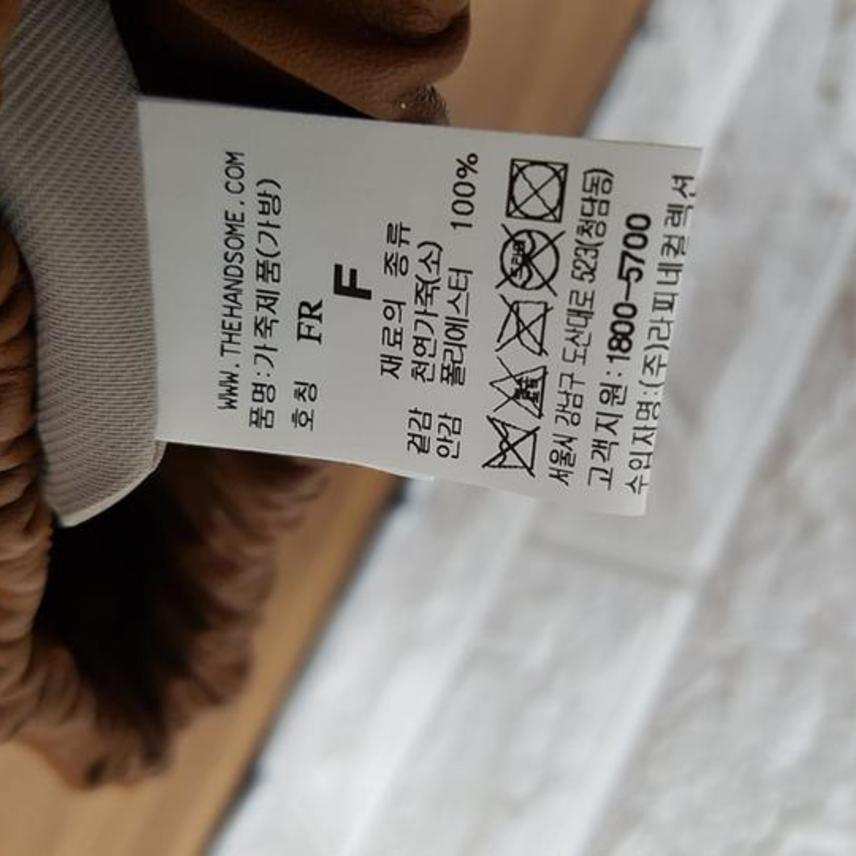 WWW.THEHANDSOME.COM
품명:가죽제품(가방)
호칭 FR
F
재료의 종류
겉감 천연가죽(소)
안감 폴리에스터 100%
서울시 강남구 도산대로 523(청담동)
고객지원:1800-5700
수입자명:(주)라피네컬렉션